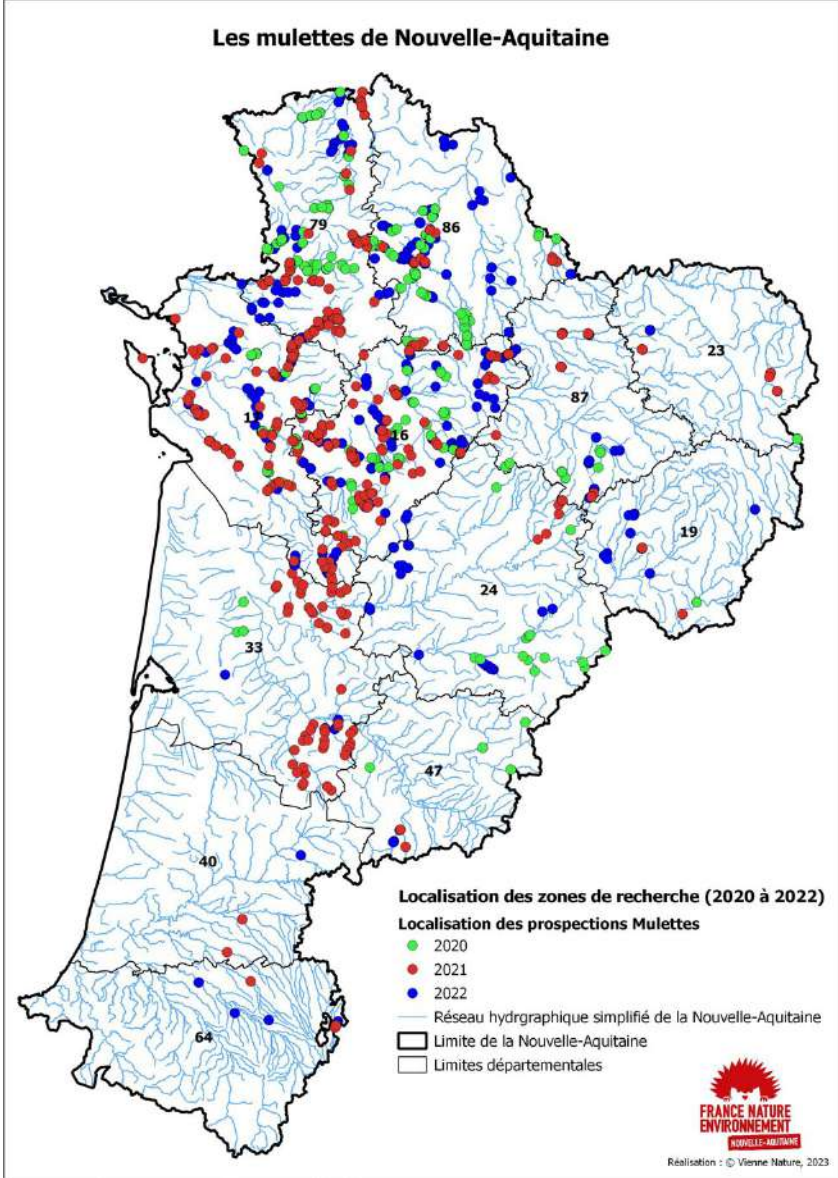 Les mulettes de Nouvelle-Aquitaine
79
86
23
87
17
16
19
24
33
47
40
64
Localisation des zones de recherche (2020 à 2022)
Localisation des prospections Mulettes
2020
2021
2022
Réseau hydrgraphique simplifié de la Nouvelle-Aquitaine
Limite de la Nouvelle-Aquitaine
Limites départementales
FRANCE NATURE
ENVIRONNEMENT
NOUVELLE-AQUITAINE
Réalisation : © Vienne Nature, 2023